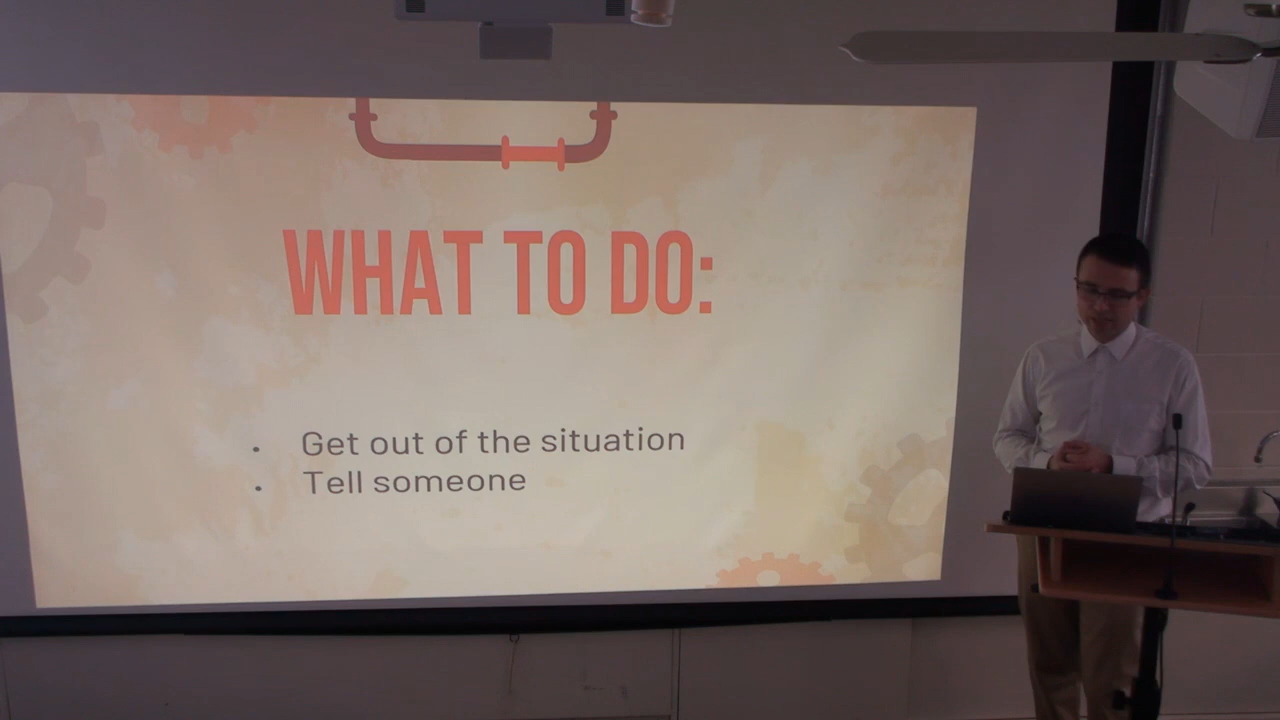 WHAT TO DO:
• Get out of the situation
• Tell someone